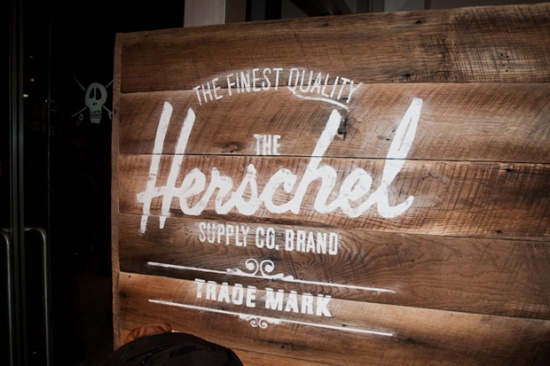 THE FINEST QUALITY
THE
Herschel
SUPPLY CO. BRAND
TRADE MARK